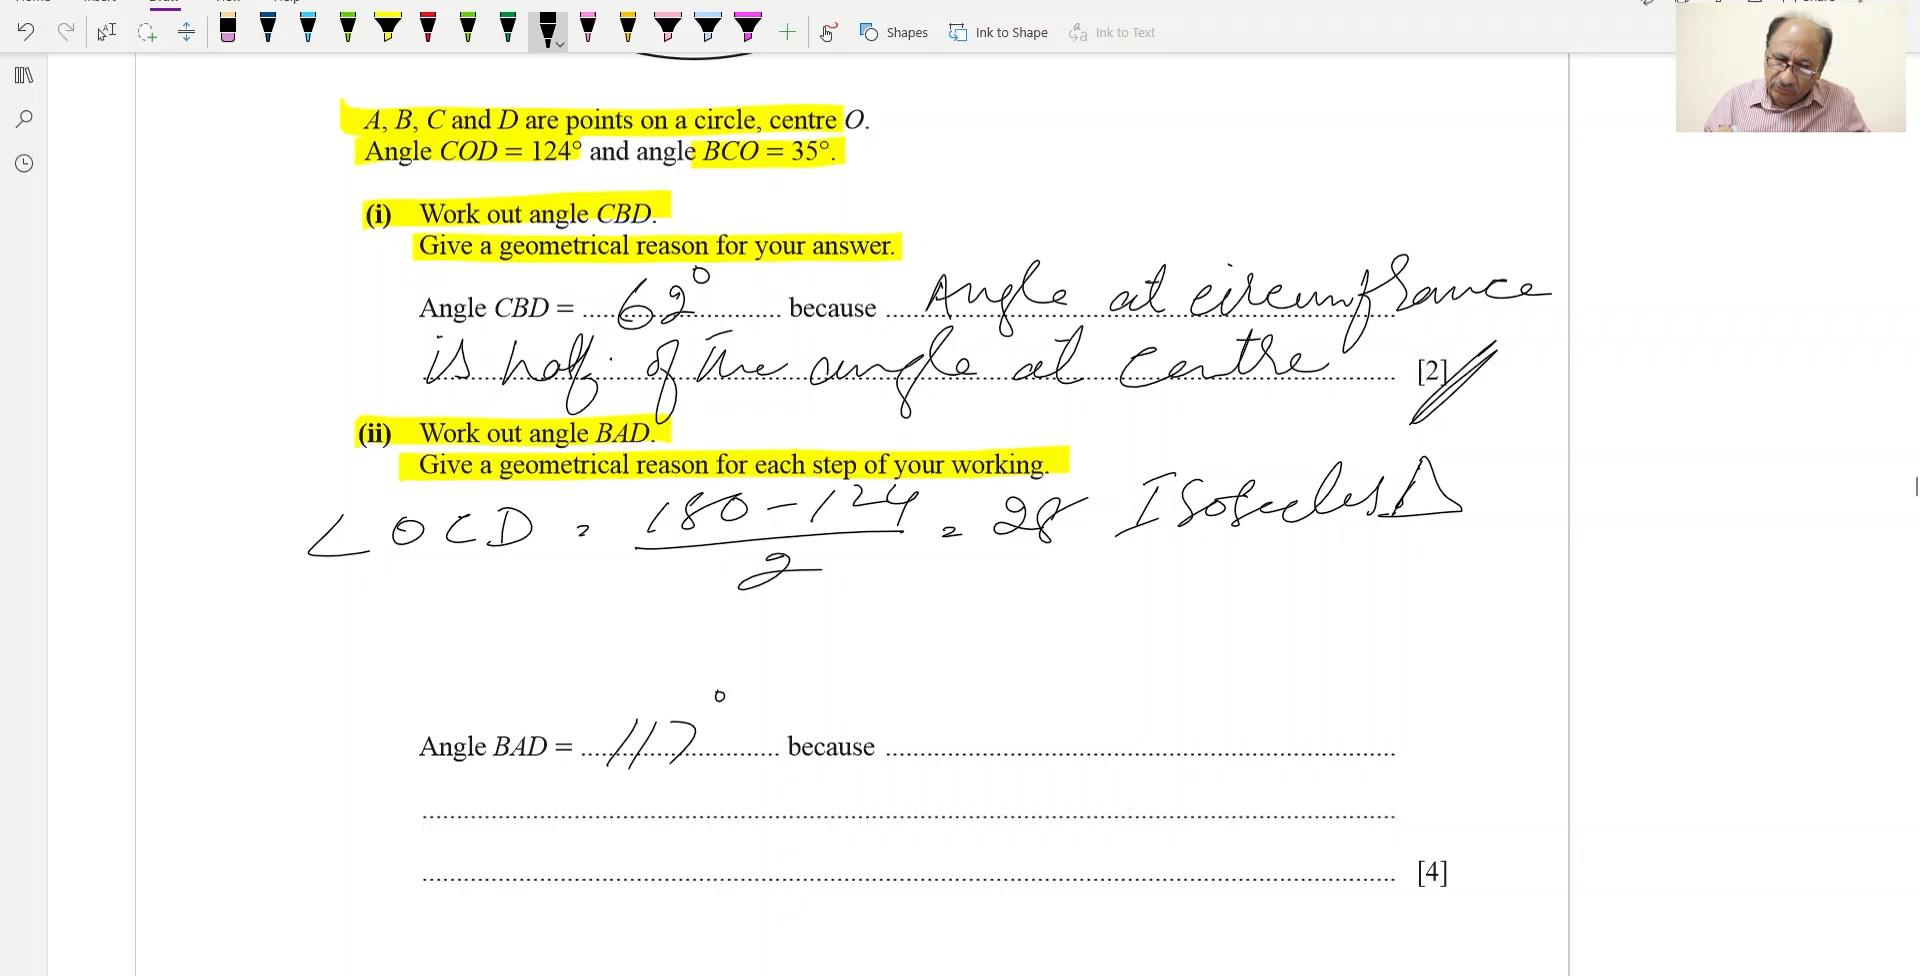 Shapes Ink to Shape Ink to Text
A, B, C and D are points on a circle, centre O.
Angle COD = 124° and angle BCO = 35°.
(i) Work out angle CBD.
Give a geometrical reason for your answer.
Angle CBD = 62° because Angle at circumfrance
is half of the angle at centre [2]
(ii) Work out angle BAD.
Give a geometrical reason for each step of your working.
∠OCD = 180 - 124 = 28 Isosceles Δ
2
Angle BAD = 117° because
[4]